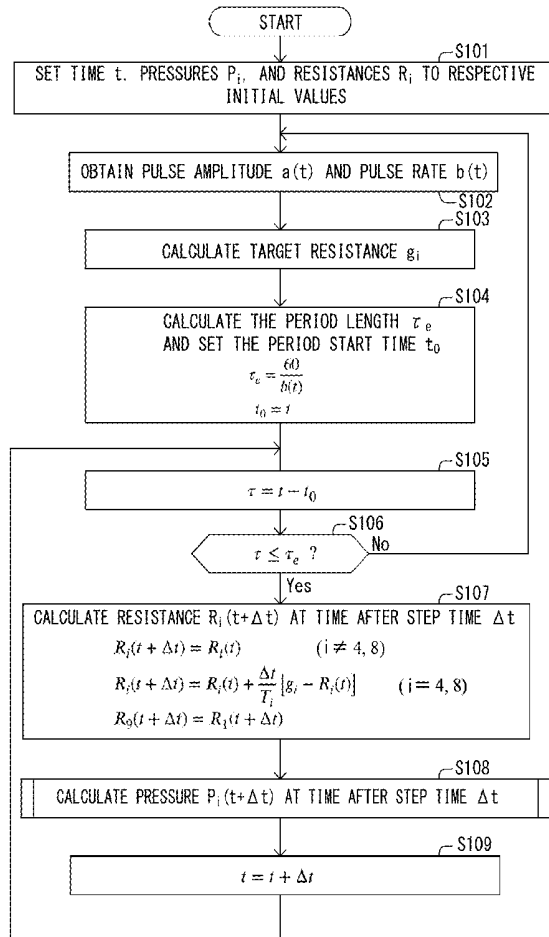 START
S101
SET TIME t. PRESSURES Pi, AND RESISTANCES Ri TO RESPECTIVE
INITIAL VALUES
OBTAIN PULSE AMPLITUDE a(t) AND PULSE RATE b(t)
S102
S103
CALCULATE TARGET RESISTANCE gi
S104
CALCULATE THE PERIOD LENGTH τe
AND SET THE PERIOD START TIME t0
τe = 60/b(t)
t0 = t
S105
τ = t − t0
S106
τ ≤ τe ?
No
Yes
S107
CALCULATE RESISTANCE Ri(t+Δt) AT TIME AFTER STEP TIME Δt
Ri(t + Δt) = Ri(t) (i ≠ 4, 8)
Ri(t + Δt) = Ri(t) + Δt/Ti [gi − Ri(t)] (i = 4, 8)
R9(t + Δt) = R1(t + Δt)
S108
CALCULATE PRESSURE Pi(t+Δt) AT TIME AFTER STEP TIME Δt
S109
t = t + Δt